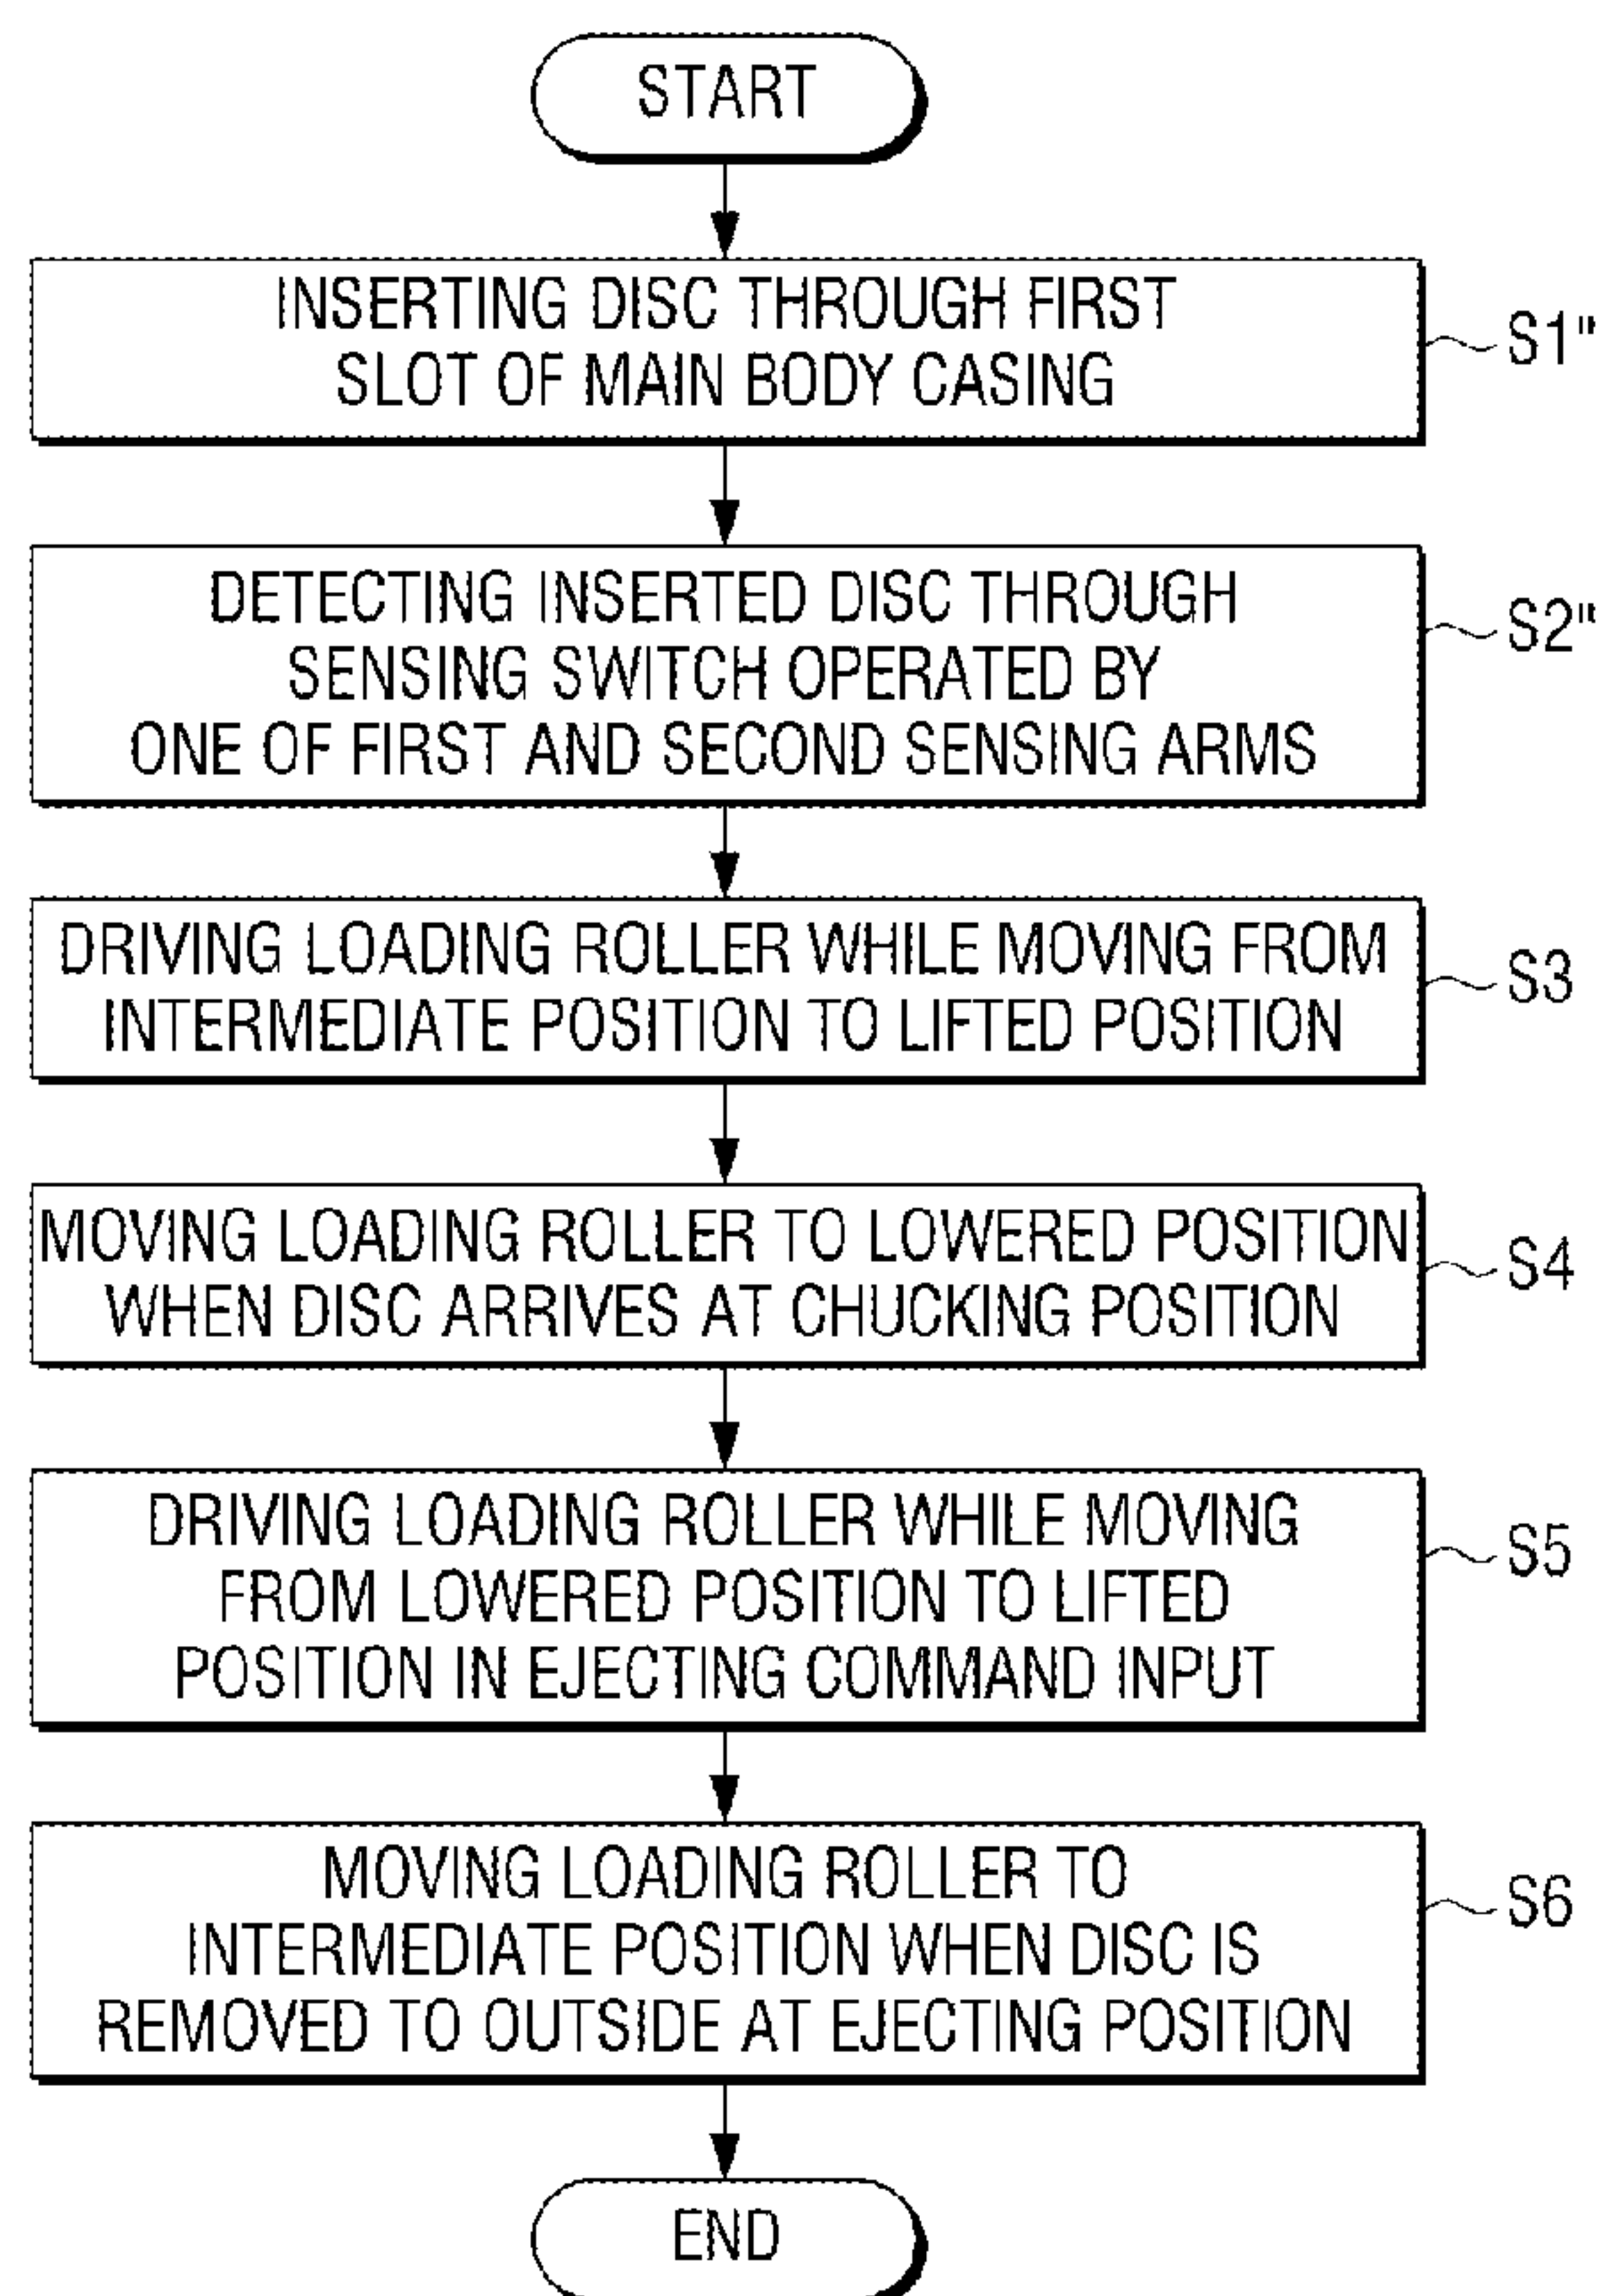 START
INSERTING DISC THROUGH FIRST
SLOT OF MAIN BODY CASING
S1"
DETECTING INSERTED DISC THROUGH
SENSING SWITCH OPERATED BY
ONE OF FIRST AND SECOND SENSING ARMS
S2"
DRIVING LOADING ROLLER WHILE MOVING FROM
INTERMEDIATE POSITION TO LIFTED POSITION
S3
MOVING LOADING ROLLER TO LOWERED POSITION
WHEN DISC ARRIVES AT CHUCKING POSITION
S4
DRIVING LOADING ROLLER WHILE MOVING
FROM LOWERED POSITION TO LIFTED
POSITION IN EJECTING COMMAND INPUT
S5
MOVING LOADING ROLLER TO
INTERMEDIATE POSITION WHEN DISC IS
REMOVED TO OUTSIDE AT EJECTING POSITION
S6
END